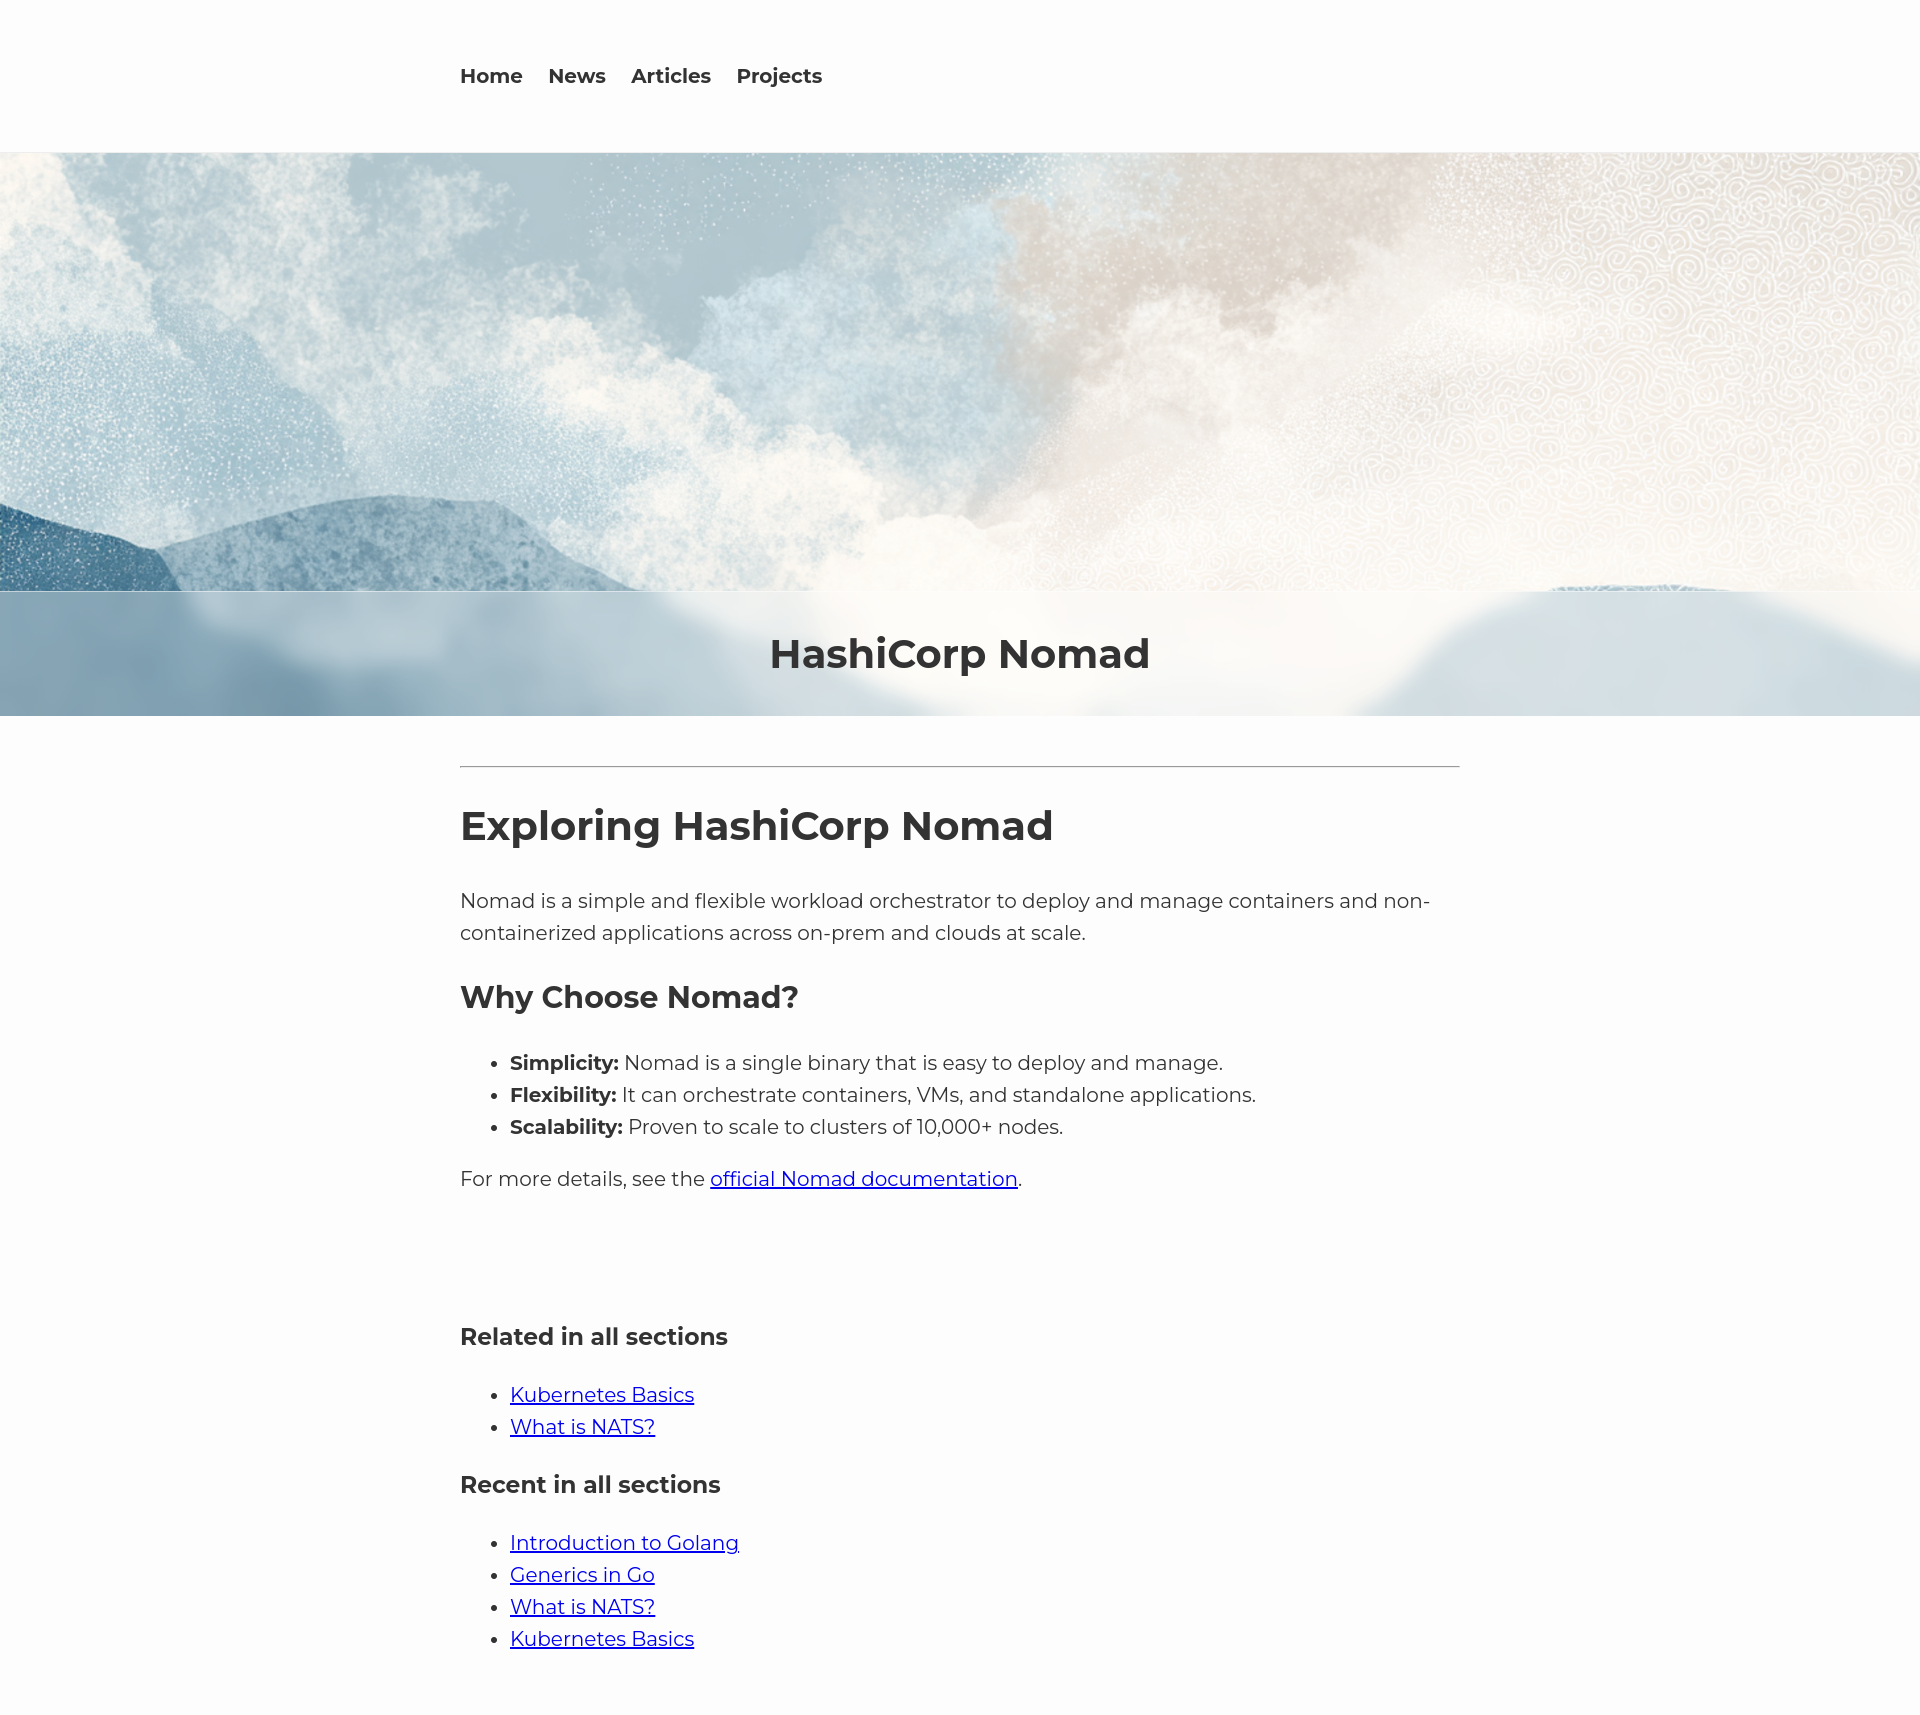 Home News Articles Projects
HashiCorp Nomad
Exploring HashiCorp Nomad
Nomad is a simple and flexible workload orchestrator to deploy and manage containers and non-
containerized applications across on-prem and clouds at scale.
Why Choose Nomad?
• Simplicity: Nomad is a single binary that is easy to deploy and manage.
• Flexibility: It can orchestrate containers, VMs, and standalone applications.
• Scalability: Proven to scale to clusters of 10,000+ nodes.
For more details, see the official Nomad documentation.
Related in all sections
• Kubernetes Basics
• What is NATS?
Recent in all sections
• Introduction to Golang
• Generics in Go
• What is NATS?
• Kubernetes Basics